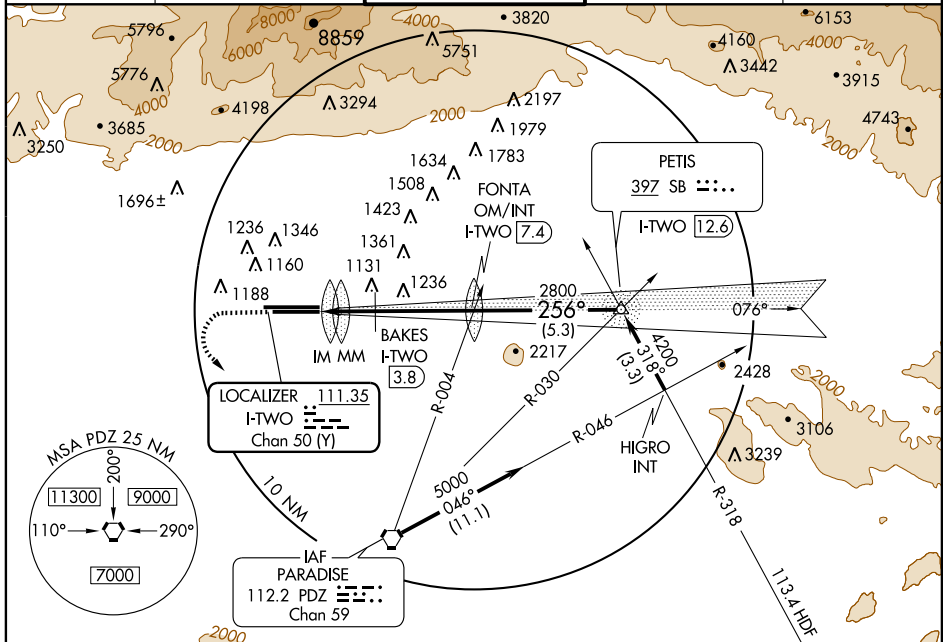 8000
8859
6000
5796
5776
4000
4198
3294
5751
4000
3820
6153
4160
4000
3442
3915
4743
2000
3685
3250
2000
2000
2197
1979
1783
1634
1508
1423
1361
1696±
1236
1346
1160
1188
1131
1236
FONTA
OM/INT
I-TWO 7.4
PETIS
397 SB
I-TWO 12.6
2800
256°
(5.3)
076°
IM MM
BAKES
I-TWO
3.8
2217
4200
318°
(3.3)
2428
2000
3106
3239
LOCALIZER 111.35
I-TWO
Chan 50 (Y)
R-004
R-030
R-046
HIGRO
INT
R-318
113.4 HDF
5000
046°
(11.1)
10 NM
MSA PDZ 25 NM
200°
11300
9000
110°
290°
7000
IAF
PARADISE
112.2 PDZ
Chan 59
2000